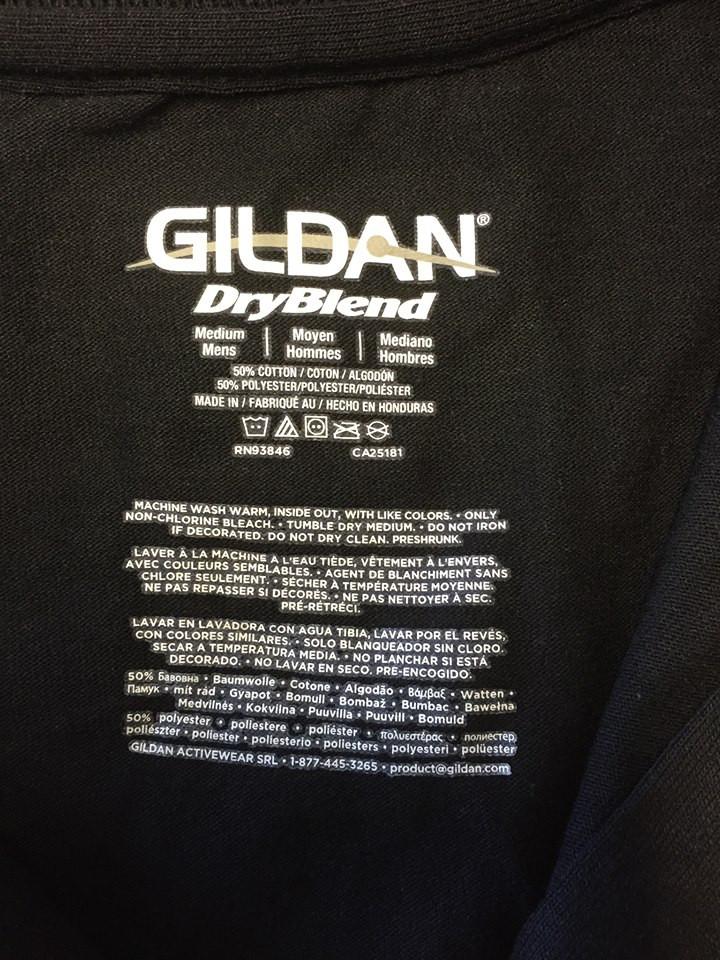 GILDAN®
DryBlend
Medium | Moyen | Mediano
Mens | Hommes | Hombres
50% COTTON / COTON / ALGODÓN
50% POLYESTER/POLYESTER/POLIÉSTER
MADE IN / FABRIQUÉ AU / HECHO EN HONDURAS
RN93846 CA25181
MACHINE WASH WARM, INSIDE OUT, WITH LIKE COLORS. • ONLY
NON-CHLORINE BLEACH. • TUMBLE DRY MEDIUM. • DO NOT IRON
IF DECORATED. DO NOT DRY CLEAN. PRESHRUNK.
LAVER À LA MACHINE À L'EAU TIÈDE, VÊTEMENT À L'ENVERS,
AVEC COULEURS SEMBLABLES. • AGENT DE BLANCHIMENT SANS
CHLORE SEULEMENT. • SÉCHER À TEMPÉRATURE MOYENNE.
NE PAS REPASSER SI DÉCORÉS. • NE PAS NETTOYER À SEC.
PRÉ-RÉTRÉCI.
LAVAR EN LAVADORA CON AGUA TIBIA, LAVAR POR EL REVÉS,
CON COLORES SIMILARES. • SOLO BLANQUEADOR SIN CLORO.
SECAR A TEMPERATURA MEDIA. • NO PLANCHAR SI ESTÁ
DECORADO. • NO LAVAR EN SECO. PRE-ENCOGIDO.
50% Бавовна • Baumwolle • Cotone • Algodão • Βάμβαξ • Watten •
Памук • mít rád • Gyapot • Bomull • Bombaž • Bumbac • Bawełna
Medvilnės • Kokvilna • Puuvilla • Puuvill • Bomuld
50% polyester • poliestere • poliéster • πολυεστέρας • полиестер,
poliészter • poliester • poliesterio • poliesters • polyesteri • polüester
GILDAN ACTIVEWEAR SRL • 1-877-445-3265 • product@gildan.com